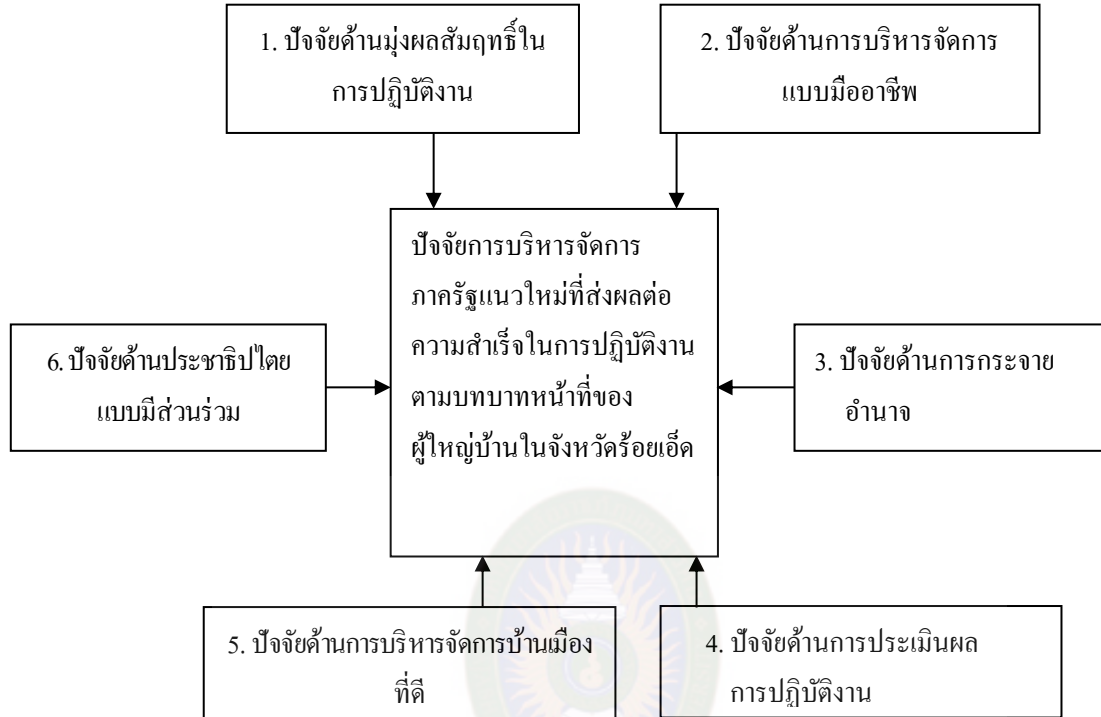 1. ปัจจัยด้านมุ่งผลสัมฤทธิ์ใน
การปฏิบัติงาน
2. ปัจจัยด้านการบริหารจัดการ
แบบมืออาชีพ
ปัจจัยการบริหารจัดการ
ภาครัฐแนวใหม่ที่ส่งผลต่อ
ความสำเร็จในการปฏิบัติงาน
ตามบทบาทหน้าที่ของ
ผู้ใหญ่บ้านในจังหวัดร้อยเอ็ด
6. ปัจจัยด้านประชาธิปไตย
แบบมีส่วนร่วม
3. ปัจจัยด้านการกระจาย
อำนาจ
5. ปัจจัยด้านการบริหารจัดการบ้านเมือง
ที่ดี
4. ปัจจัยด้านการประเมินผล
การปฏิบัติงาน